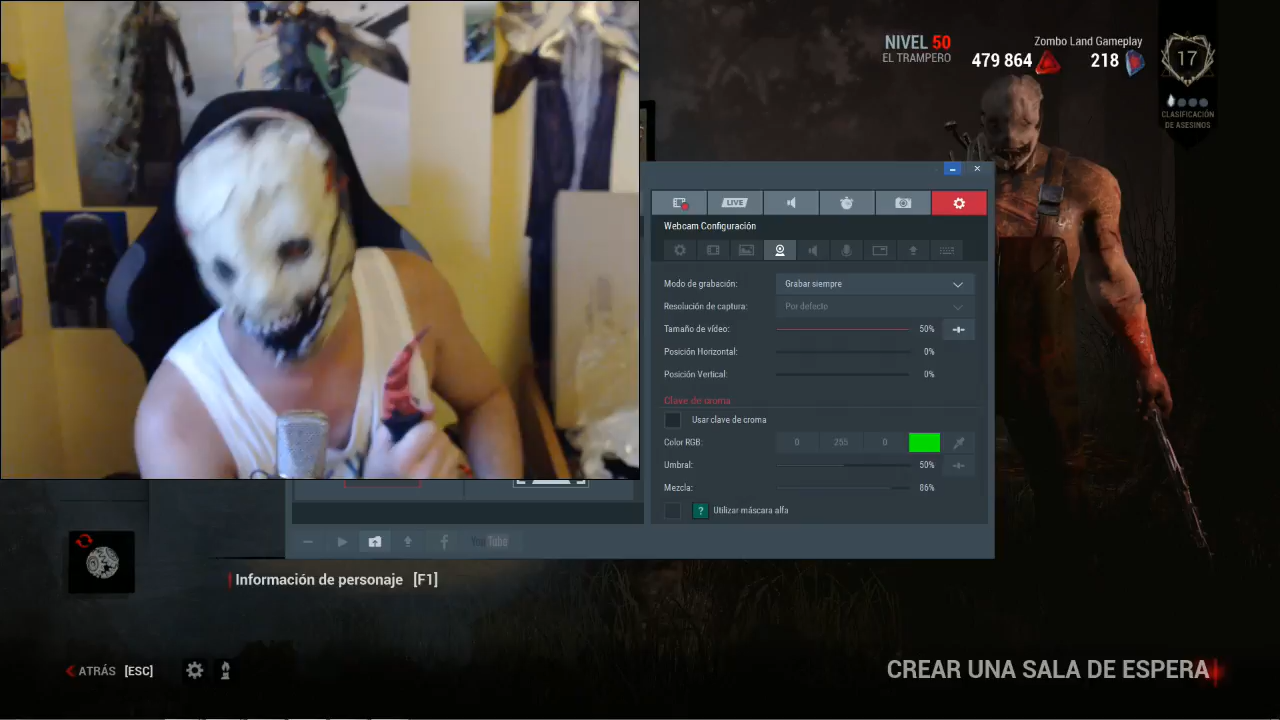 NIVEL 50
EL TRAMPERO
Zombo Land Gameplay
479 864
218
17
CLASIFICACIÓN
DE ASESINOS
LIVE
Webcam Configuración
Modo de grabación:
Grabar siempre
Resolución de captura:
Por defecto
Tamaño de vídeo:
50%
Posición Horizontal:
0%
Posición Vertical:
0%
Clave de croma
Usar clave de croma
Color RGB:
0
255
0
Umbral:
50%
Mezcla:
86%
?
Utilizar máscara alfa
YouTube
Información de personaje [F1]
ATRÁS [ESC]
CREAR UNA SALA DE ESPERA